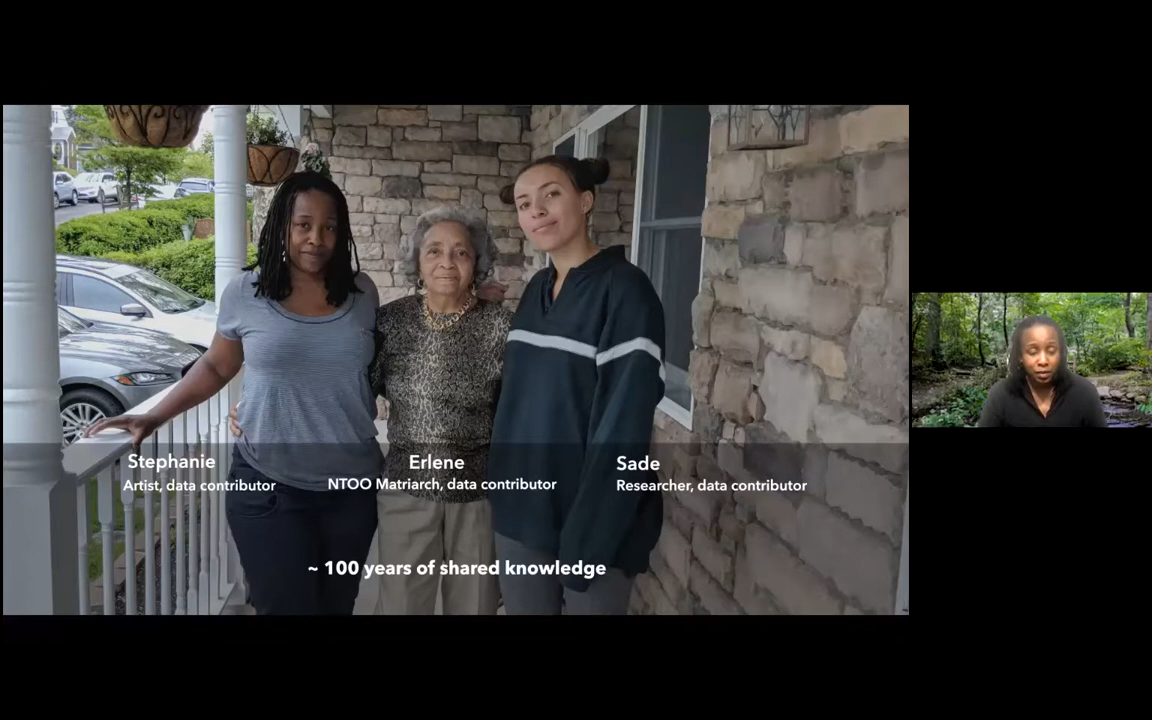 Stephanie
Artist, data contributor
Erlene
NTOO Matriarch, data contributor
Sade
Researcher, data contributor
~ 100 years of shared knowledge